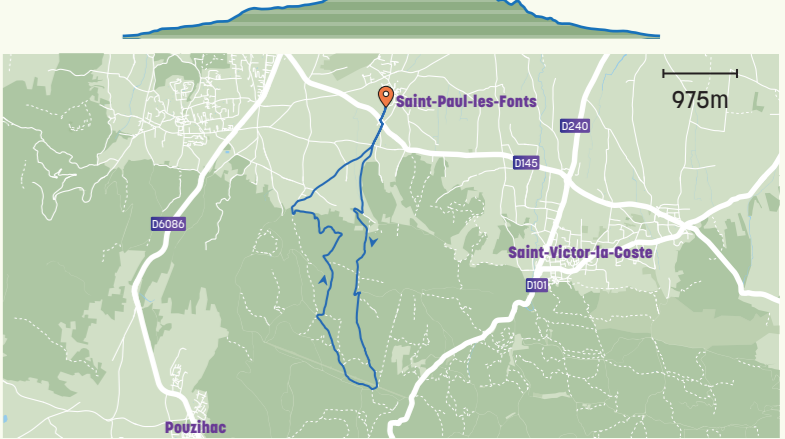 975m
Saint-Paul-les-Fonts
D240
D145
D6086
Saint-Victor-la-Coste
D101
Pouzihac